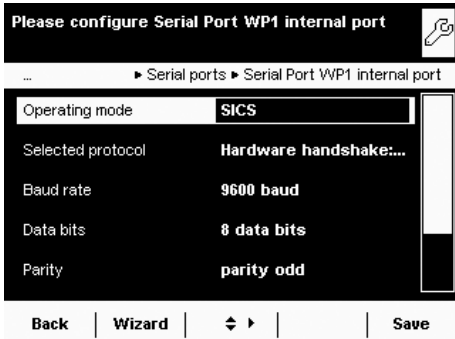 Please configure Serial Port WP1 internal port
... ▸ Serial ports ▸ Serial Port WP1 internal port
Operating mode SICS
Selected protocol Hardware handshake:...
Baud rate 9600 baud
Data bits 8 data bits
Parity parity odd
Back Wizard Save